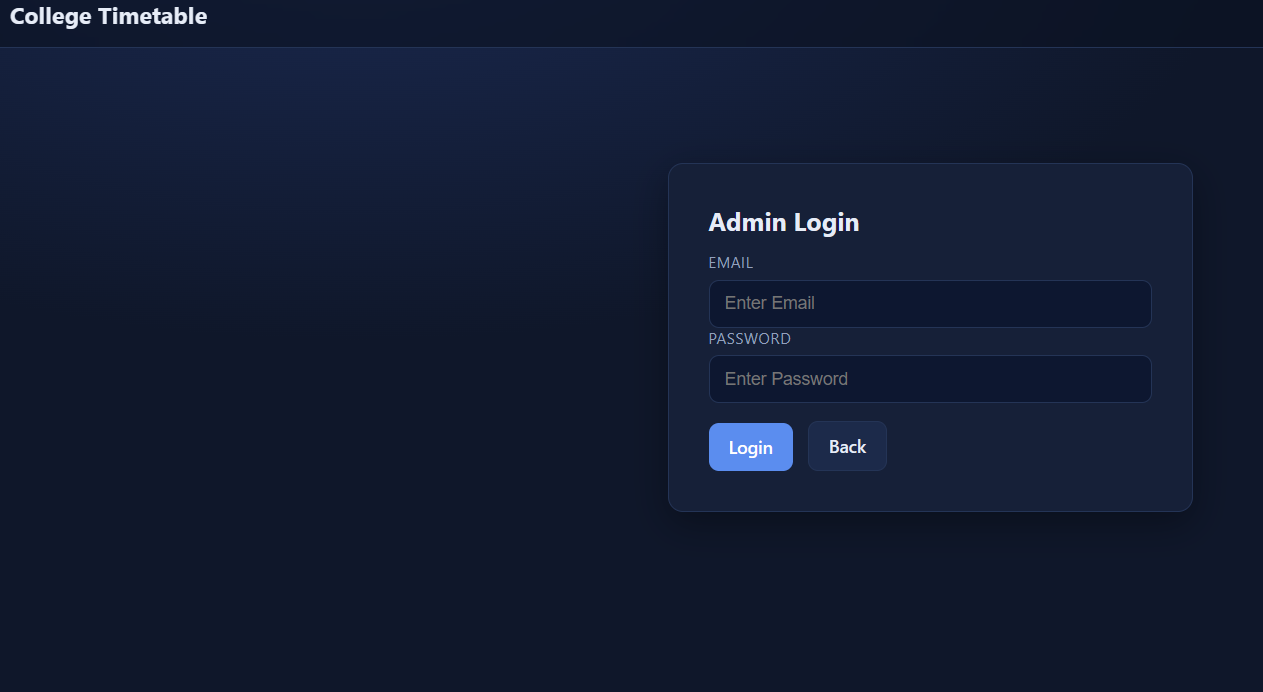 College Timetable
Admin Login
EMAIL
Enter Email
PASSWORD
Enter Password
Login Back